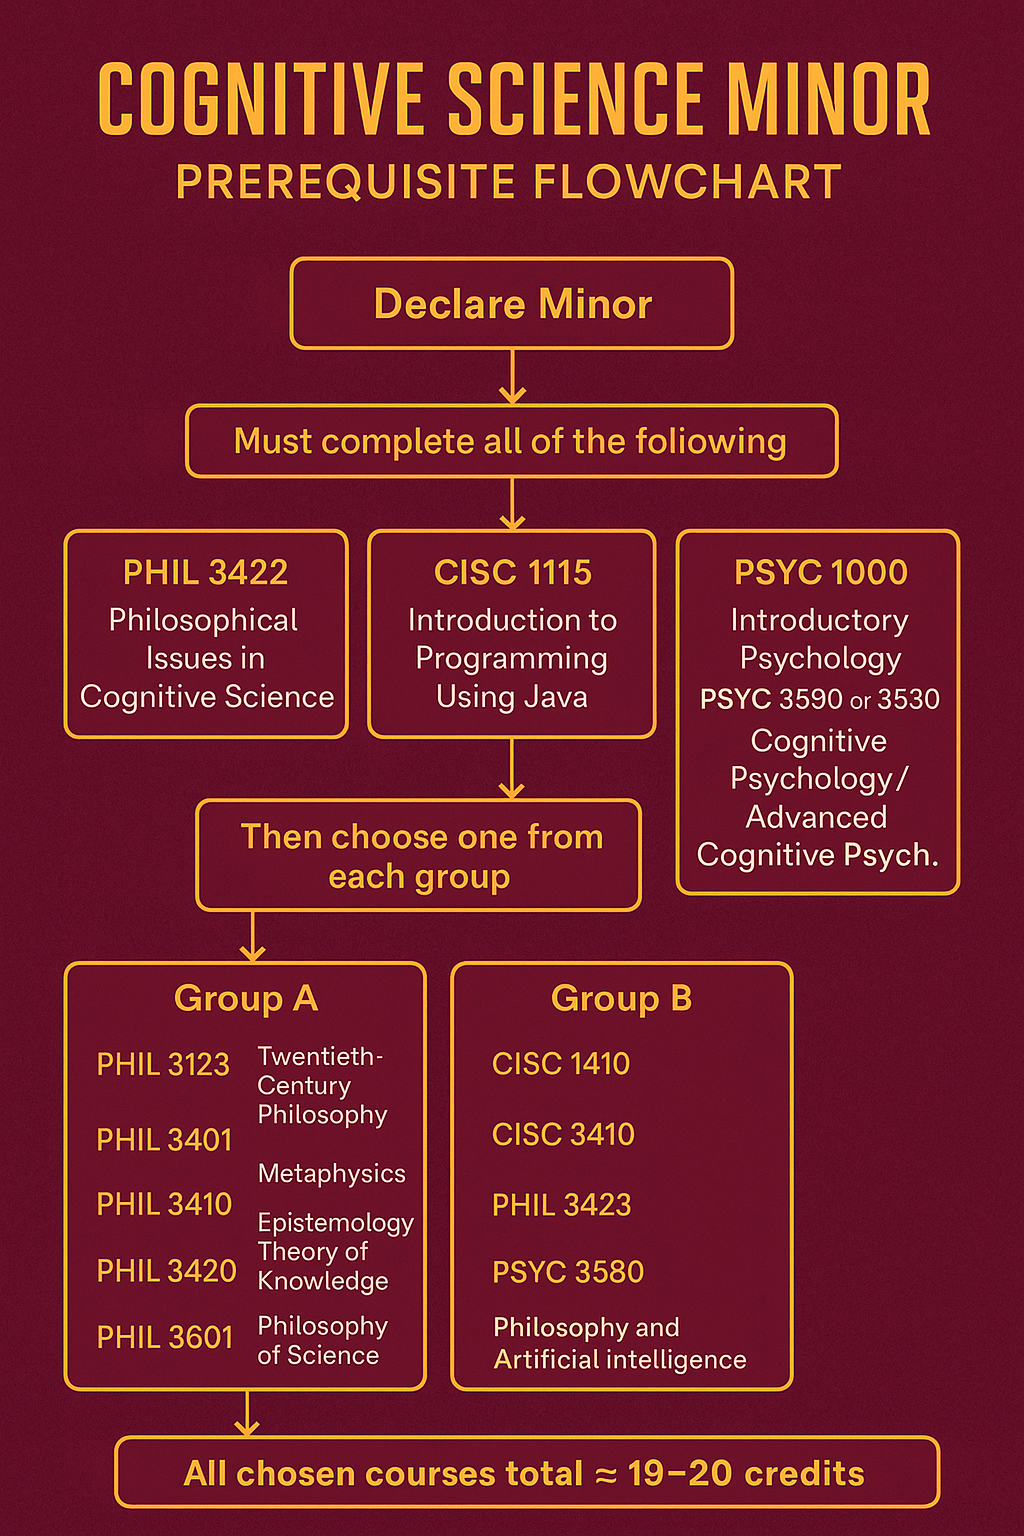 COGNITIVE SCIENCE MINOR
PREREQUISITE FLOWCHART
Declare Minor
Must complete all of the foliowing
PHIL 3422
Philosophical
Issues in
Cognitive Science
CISC 1115
Introduction to
Programming
Using Java
PSYC 1000
Introductory
Psychology
PSYC 3590 or 3530
Cognitive
Psychology/
Advanced
Cognitive Psych.
Then choose one from
each group
Group A
PHIL 3123
Twentieth-
Century
Philosophy
PHIL 3401
Metaphysics
PHIL 3410
Epistemology
Theory of
Knowledge
PHIL 3420
PHIL 3601
Philosophy
of Science
Group B
CISC 1410
CISC 3410
PHIL 3423
PSYC 3580
Philosophy and
Artificial intelligence
All chosen courses total ≈ 19–20 credits